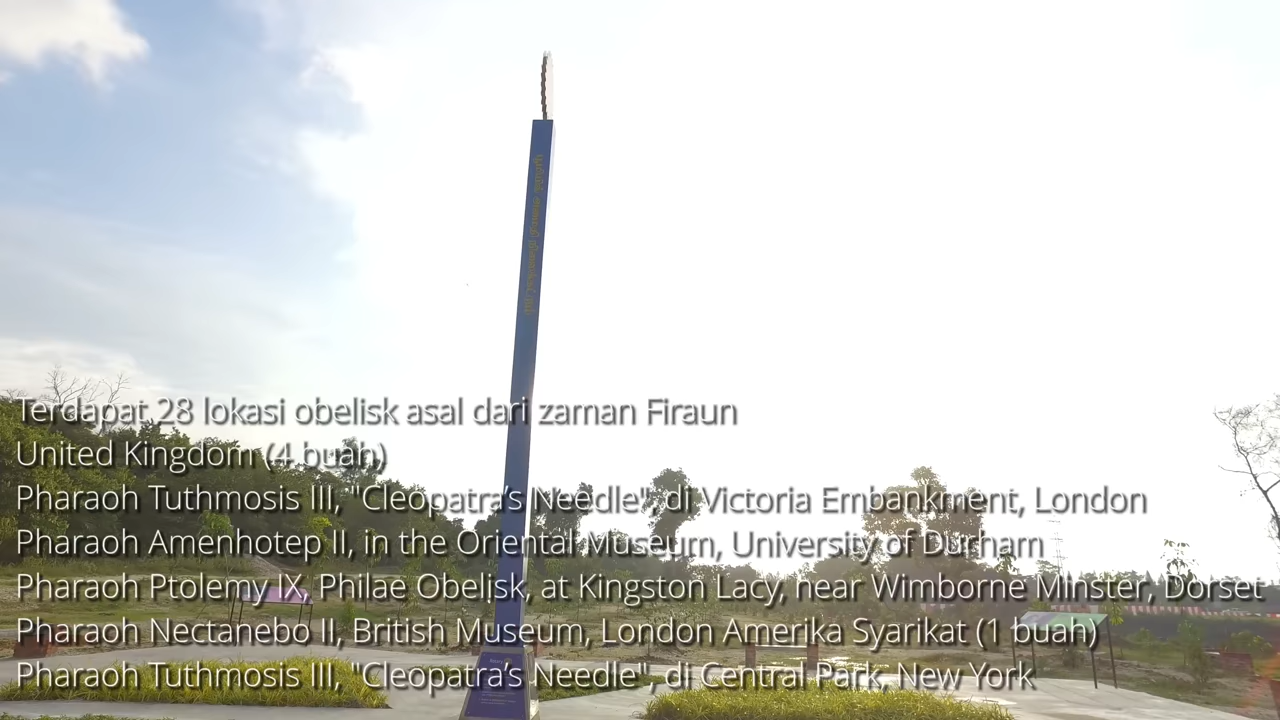 Terdapat 28 lokasi obelisk asal dari zaman Firaun
United Kingdom (4 buah)
Pharaoh Tuthmosis III, "Cleopatra's Needle", di Victoria Embankment, London
Pharaoh Amenhotep II, in the Oriental Museum, University of Durham
Pharaoh Ptolemy IX, Philae Obelisk, at Kingston Lacy, near Wimborne Minster, Dorset
Pharaoh Nectanebo II, British Museum, London Amerika Syarikat (1 buah)
Pharaoh Tuthmosis III, "Cleopatra's Needle", di Central Park, New York